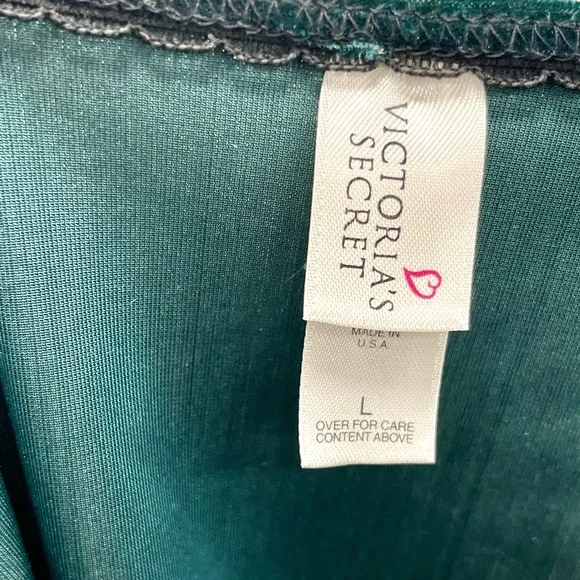 VICTORIA'S
SECRET
MADE IN
U.S.A.
L
OVER FOR CARE
CONTENT ABOVE